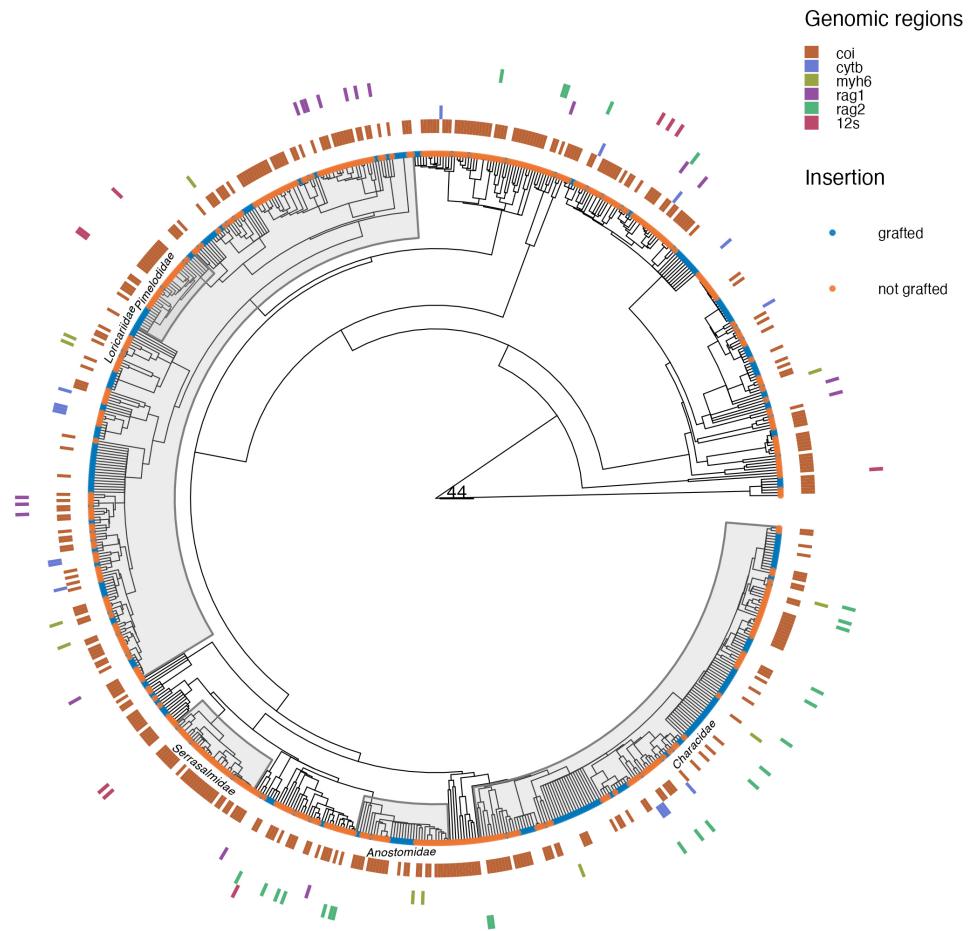 Genomic regions
coi
cytb
myh6
rag1
rag2
12s
Insertion
grafted
not grafted
Pimelodidae
Loricariidae
44
Characidae
Serrasalmidae
Anostomidae